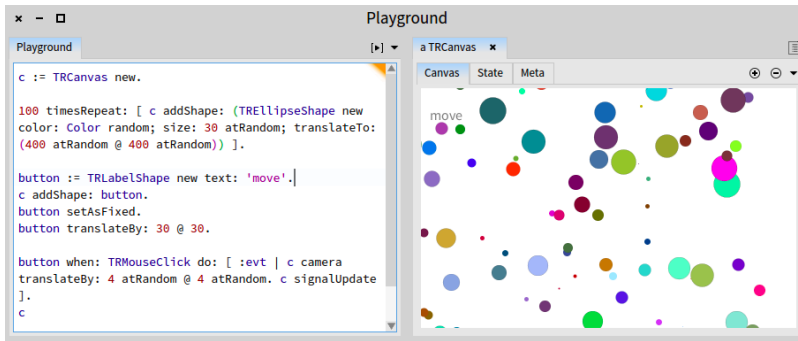 Playground
Playground
c := TRCanvas new.
100 timesRepeat: [ c addShape: (TREllipseShape new
color: Color random; size: 30 atRandom; translateTo:
(400 atRandom @ 400 atRandom)) ].
button := TRLabelShape new text: 'move'.
c addShape: button.
button setAsFixed.
button translateBy: 30 @ 30.
button when: TRMouseClick do: [ :evt | c camera
translateBy: 4 atRandom @ 4 atRandom. c signalUpdate
].
c
a TRCanvas
Canvas State Meta
move